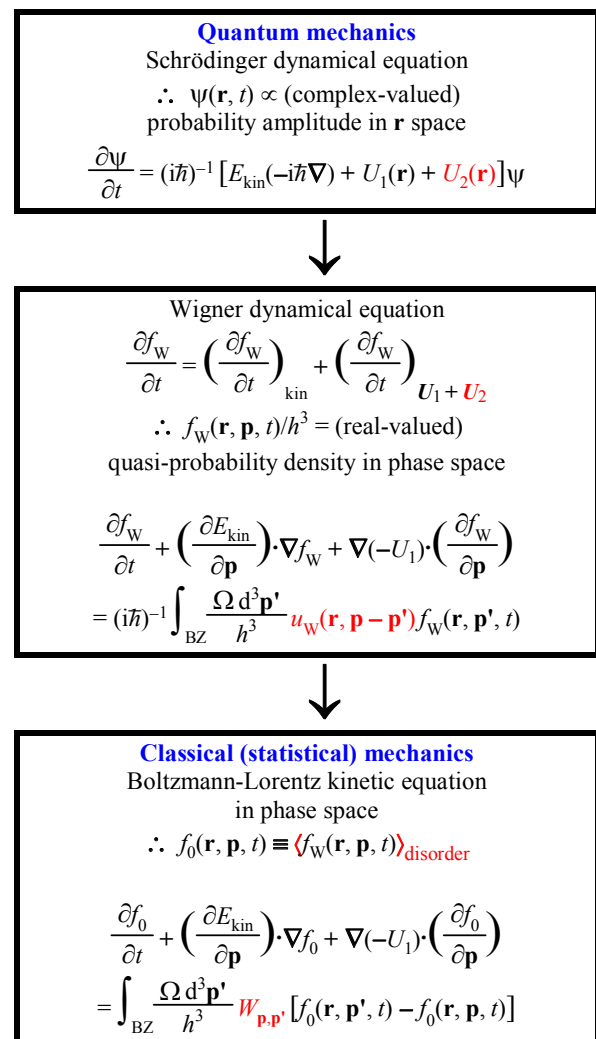 Quantum mechanics
Schrödinger dynamical equation
∴ ψ(r, t) ∝ (complex-valued)
probability amplitude in r space
∂ψ/∂t = (iħ)⁻¹ [E_kin(−iħ∇) + U₁(r) + U₂(r)]ψ
Wigner dynamical equation
∂f_W/∂t = (∂f_W/∂t)_kin + (∂f_W/∂t)_U₁ + U₂
∴ f_W(r, p, t)/h³ = (real-valued)
quasi-probability density in phase space
∂f_W/∂t + (∂E_kin/∂p)·∇f_W + ∇(−U₁)·(∂f_W/∂p)
= (iħ)⁻¹ ∫_BZ Ω d³p'/h³ u_W(r, p − p') f_W(r, p', t)
Classical (statistical) mechanics
Boltzmann-Lorentz kinetic equation
in phase space
∴ f₀(r, p, t) ≡ ⟨f_W(r, p, t)⟩_disorder
∂f₀/∂t + (∂E_kin/∂p)·∇f₀ + ∇(−U₁)·(∂f₀/∂p)
= ∫_BZ Ω d³p'/h³ W_p,p' [f₀(r, p', t) − f₀(r, p, t)]